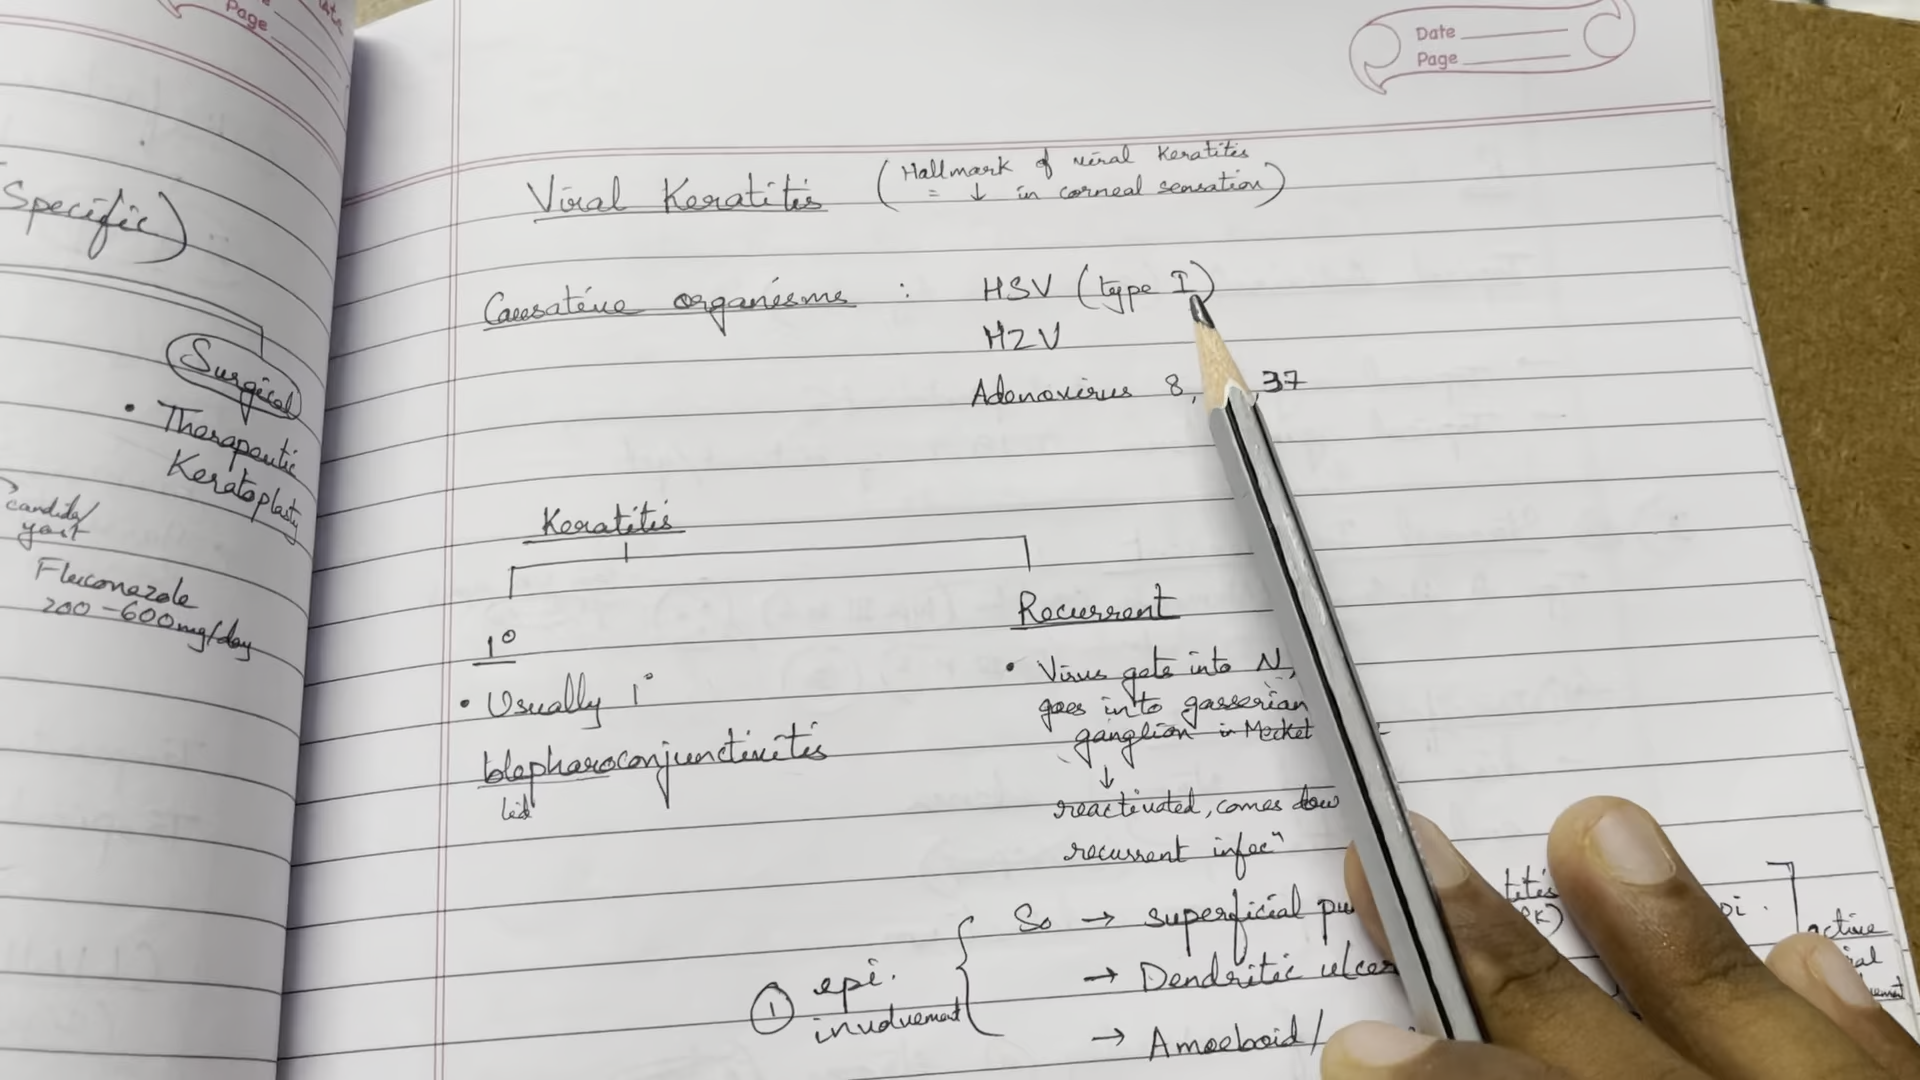 Page
Specific)
Surgical
• Therapeutic
Keratoplasty
candida/
yeast
Fluconazole
200-600mg/day
Date
Page
Viral Keratitis (Hallmark of viral Keratitis
= ↓ in corneal sensation)
Causative organisms : HSV (type I)
HZV
Adenovirus 8, , 37
Keratitis
1°
• Usually 1°
blepharoconjunctivitis
lid
Recurrent
• Virus gets into N,
goes into gasserian
ganglion in Meckel
↓
reactivated, comes dow
recurrent infecⁿ
① epi.
involvement
So → superficial pu
→ Dendritic ulcer
→ Amoeboid/
active